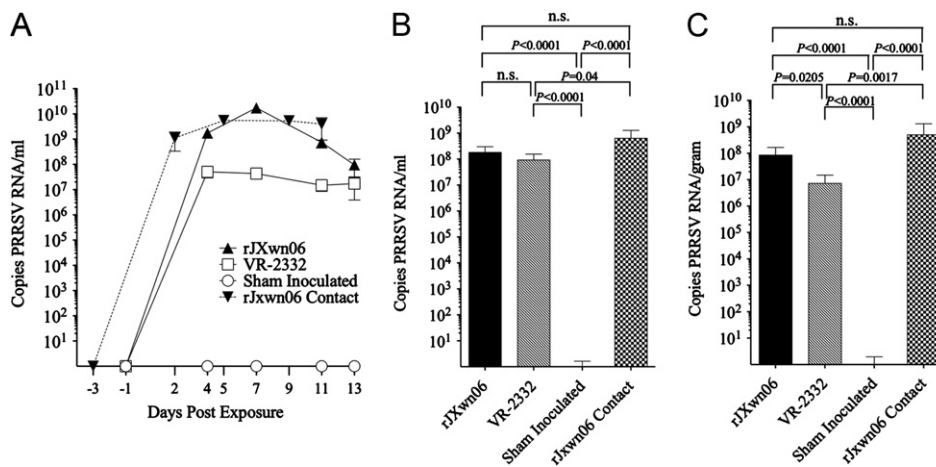 A
Copies PRRSV RNA/ml
10^11
10^10
10^9
10^8
10^7
10^6
10^5
10^4
10^3
10^2
10^1
-3 -1 2 4 5 7 9 11 13
Days Post Exposure
rJXwn06
VR-2332
Sham Inoculated
rJxwn06 Contact
B
n.s.
P<0.0001 P<0.0001
n.s. P=0.04
P<0.0001
Copies PRRSV RNA/ml
10^10
10^9
10^8
10^7
10^6
10^5
10^4
10^3
10^2
10^1
rJXwn06
VR-2332
Sham Inoculated
rJxwn06 Contact
C
n.s.
P<0.0001 P<0.0001
P=0.0205 P=0.0017
P<0.0001
Copies PRRSV RNA/gram
10^10
10^9
10^8
10^7
10^6
10^5
10^4
10^3
10^2
10^1
rJXwn06
VR-2332
Sham Inoculated
rJxwn06 Contact